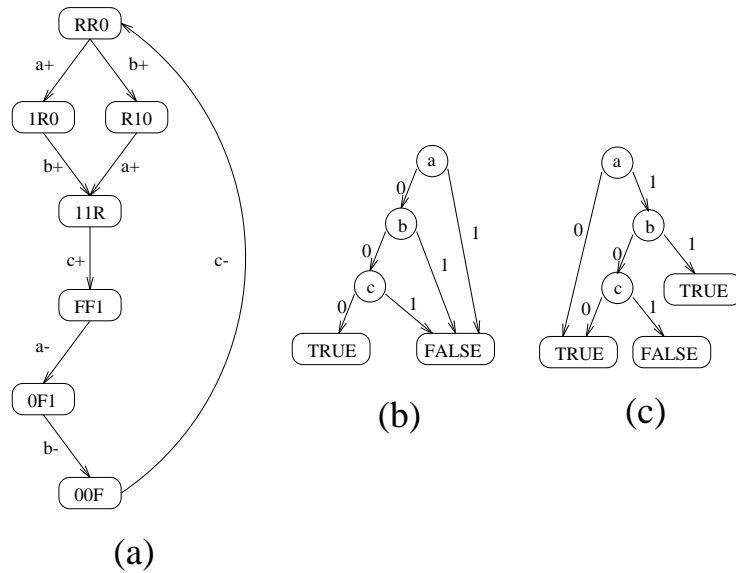 RR0
a+
b+
1R0
R10
b+
a+
11R
c+
c-
FF1
a-
0F1
b-
00F
(a)
a
0
b
1
0
c
1
0
1
TRUE
FALSE
(b)
a
1
0
b
0
1
c
TRUE
0
1
TRUE
FALSE
(c)